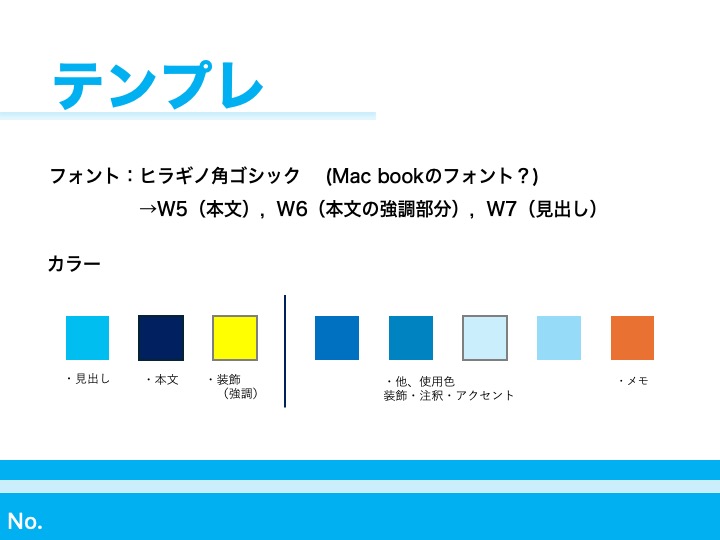 テンプレ
フォント：ヒラギノ角ゴシック　(Mac bookのフォント？)
→W5（本文）, W6（本文の強調部分）, W7（見出し）
カラー
・見出し
・本文
・装飾
（強調）
・他、使用色
装飾・注釈・アクセント
・メモ
No.